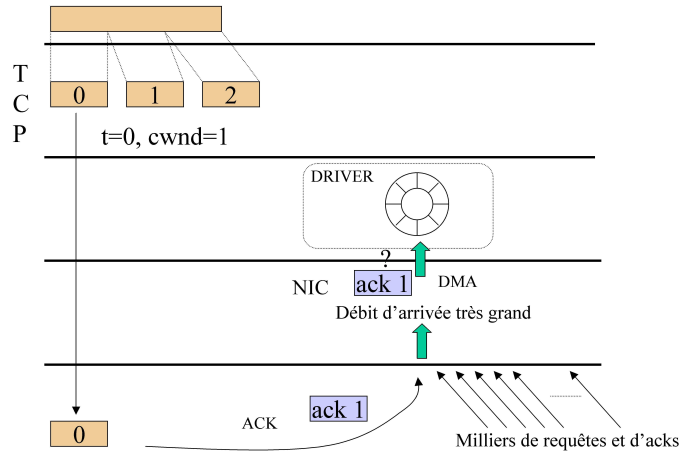 T
C
P
0 1 2
t=0, cwnd=1
DRIVER
?
NIC
ack 1
DMA
Débit d'arrivée très grand
ack 1
ACK
0
Milliers de requêtes et d'acks